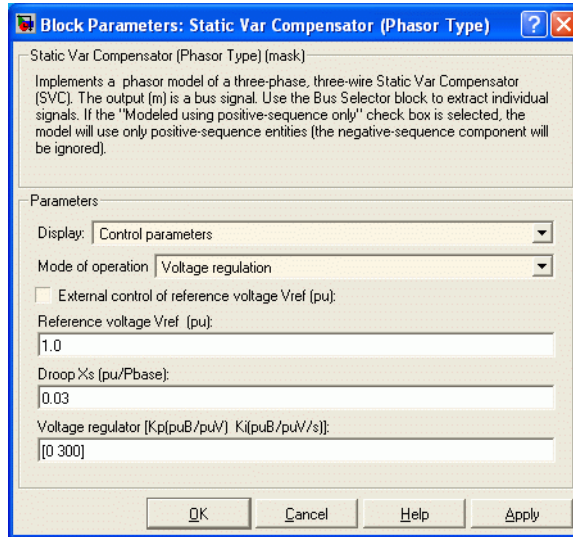 Block Parameters: Static Var Compensator (Phasor Type)
Static Var Compensator (Phasor Type) (mask)
Implements a phasor model of a three-phase, three-wire Static Var Compensator
(SVC). The output (m) is a bus signal. Use the Bus Selector block to extract individual
signals. If the "Modeled using positive-sequence only" check box is selected, the
model will use only positive-sequence entities (the negative-sequence component will
be ignored).
Parameters
Display: Control parameters
Mode of operation Voltage regulation
External control of reference voltage Vref (pu):
Reference voltage Vref (pu):
1.0
Droop Xs (pu/Pbase):
0.03
Voltage regulator [Kp(puB/puV) Ki(puB/puV/s)]:
[0 300]
OK Cancel Help Apply